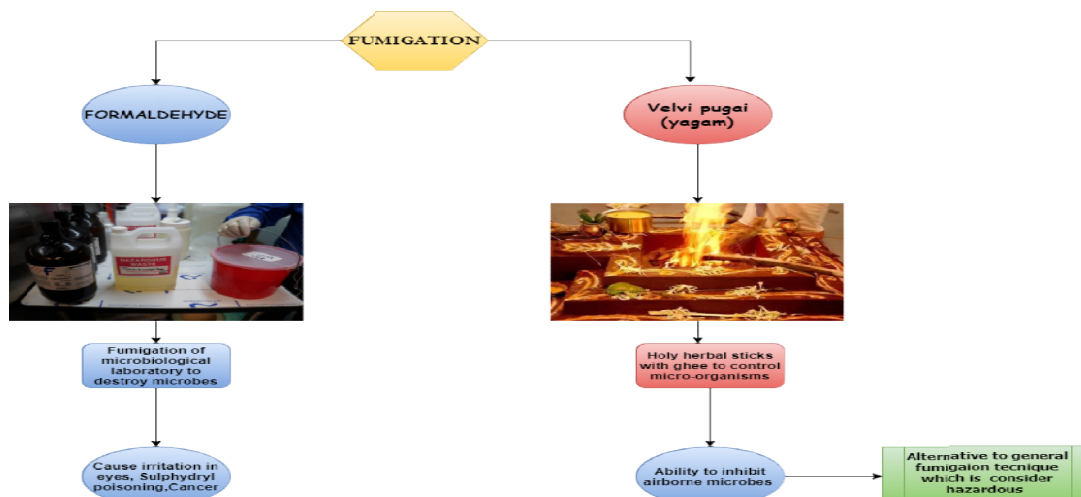 FUMIGATION
FORMALDEHYDE
Velvi pugai
(yagam)
HAZARDOUS
WASTE
Fumigation of
microbiological
laboratory to
destroy microbes
Holy herbal sticks
with ghee to control
micro-organisms
Cause irritation in
eyes, Sulphydryl
poisoning,Cancer
Ability to inhibit
airborne microbes
Alternative to general
fumigaion tecnique
which is consider
hazardous